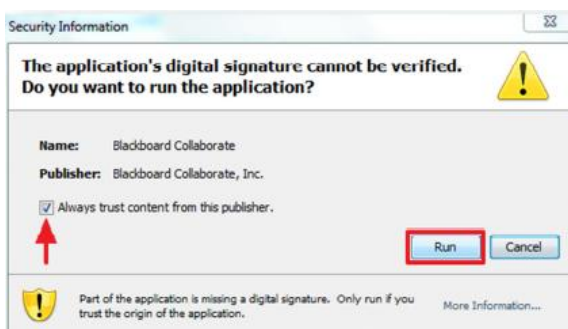 Security Information
The application's digital signature cannot be verified.
Do you want to run the application?
Name: Blackboard Collaborate
Publisher: Blackboard Collaborate, Inc.
Always trust content from this publisher.
Run Cancel
Part of the application is missing a digital signature. Only run if you
trust the origin of the application.
More Information...